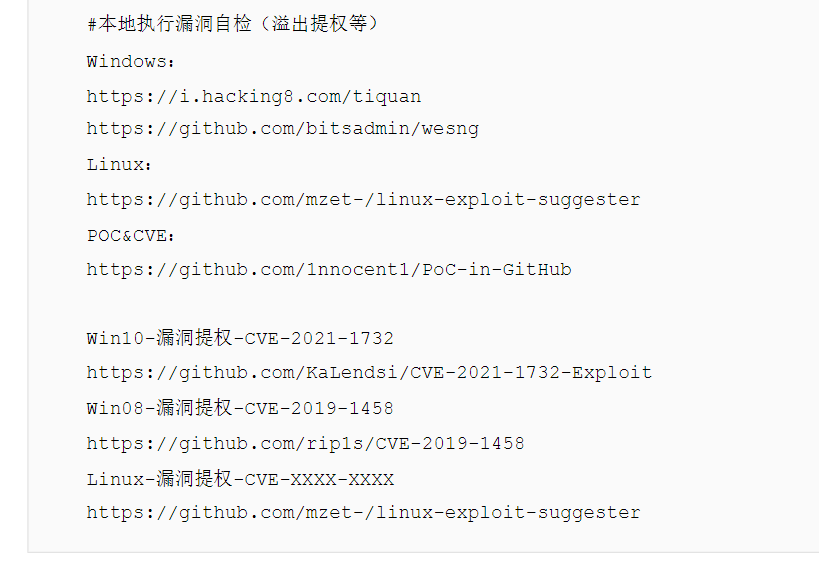 #本地执行漏洞自检（溢出提权等）
Windows：
https://i.hacking8.com/tiquan
https://github.com/bitsadmin/wesng
Linux：
https://github.com/mzet-/linux-exploit-suggester
POC&CVE：
https://github.com/1nnocent1/PoC-in-GitHub
Win10-漏洞提权-CVE-2021-1732
https://github.com/KaLendsi/CVE-2021-1732-Exploit
Win08-漏洞提权-CVE-2019-1458
https://github.com/rip1s/CVE-2019-1458
Linux-漏洞提权-CVE-XXXX-XXXX
https://github.com/mzet-/linux-exploit-suggester